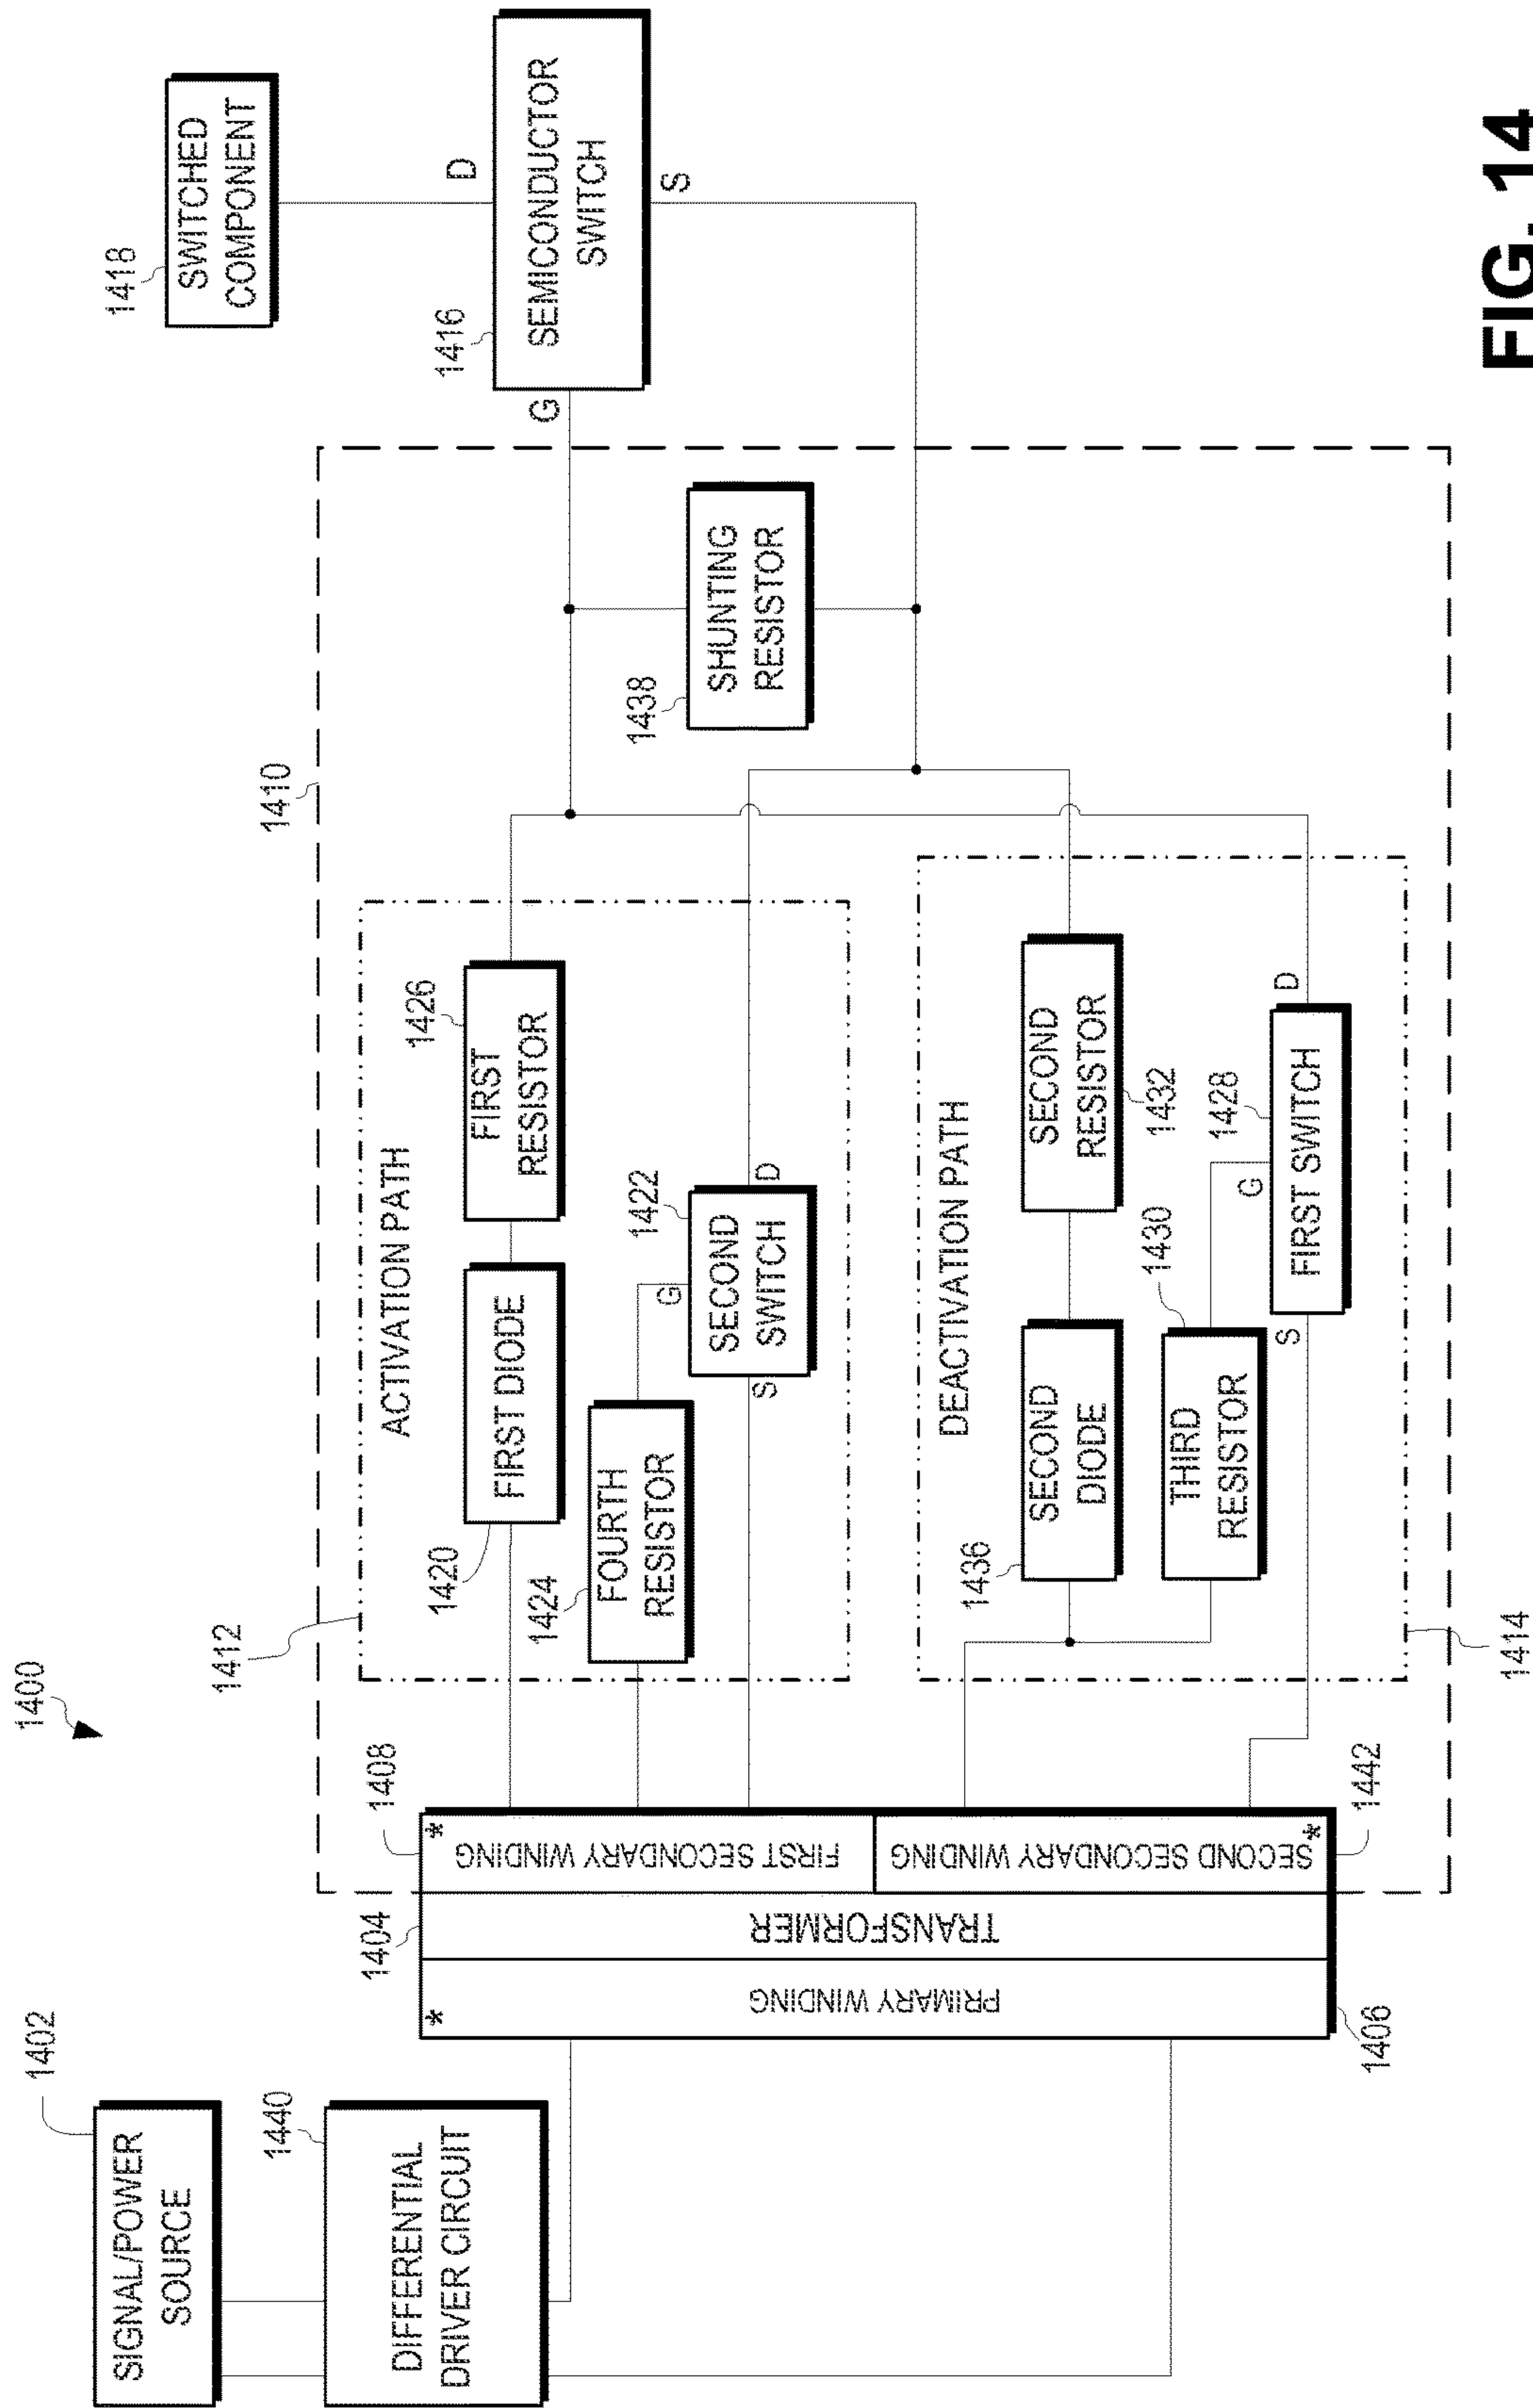 1400
1402
SIGNAL/POWER
SOURCE
1440
DIFFERENTIAL
DRIVER CIRCUIT
1404
1406
PRIMARY WINDING
*
TRANSFORMER
1408
FIRST SECONDARY WINDING
*
SECOND SECONDARY WINDING
*
1442
1410
1412
ACTIVATION PATH
1420
FIRST DIODE
1426
FIRST
RESISTOR
1424
FOURTH
RESISTOR
1422
SECOND
SWITCH
G
S
D
1414
DEACTIVATION PATH
1436
SECOND
DIODE
SECOND
RESISTOR
1432
1430
THIRD
RESISTOR
1428
FIRST SWITCH
G
S
D
1438
SHUNTING
RESISTOR
1416
SEMICONDUCTOR
SWITCH
G
D
S
1418
SWITCHED
COMPONENT
FIG. 14